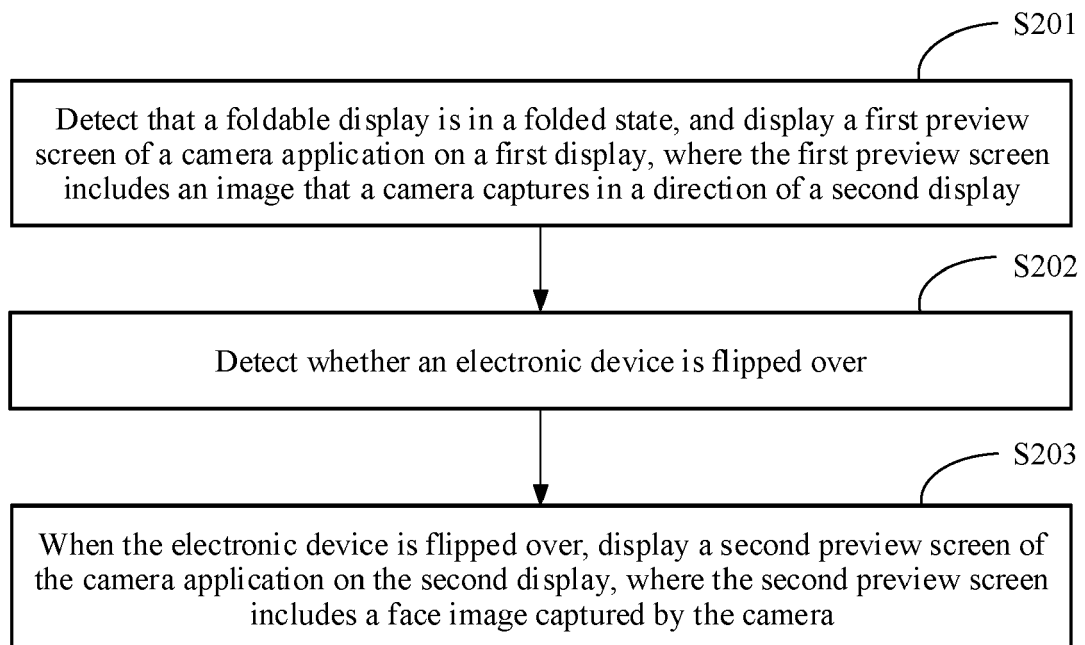 S201
Detect that a foldable display is in a folded state, and display a first preview
screen of a camera application on a first display, where the first preview screen
includes an image that a camera captures in a direction of a second display
S202
Detect whether an electronic device is flipped over
S203
When the electronic device is flipped over, display a second preview screen of
the camera application on the second display, where the second preview screen
includes a face image captured by the camera